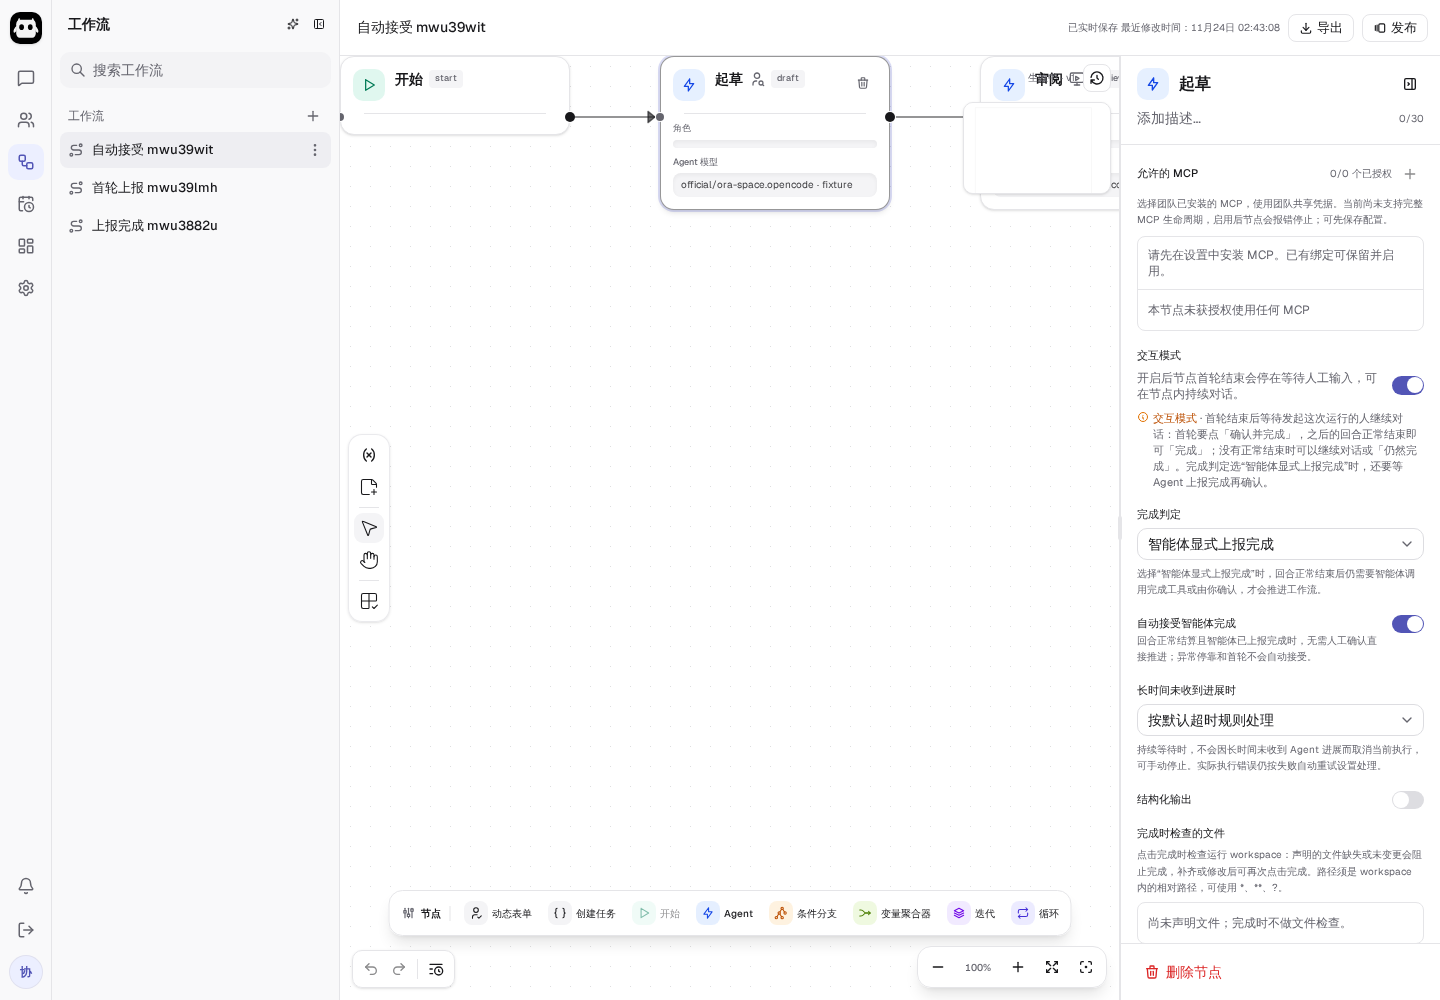 工作流
搜索工作流
工作流
自动接受 mwu39wit
首轮上报 mwu39lmh
上报完成 mwu3882u
协
自动接受 mwu39wit
已实时保存 最近修改时间：11月24日 02:43:08
导出
发布
开始 start
起草 draft
角色
Agent 模型
official/ora-space.opencode · fixture
审阅
节点
动态表单
创建任务
开始
Agent
条件分支
变量聚合器
迭代
循环
100%
起草
添加描述...
0/30
允许的 MCP
0/0 个已授权
选择团队已安装的 MCP，使用团队共享凭据。当前尚未支持完整
MCP 生命周期，启用后节点会报错停止；可先保存配置。
请先在设置中安装 MCP。已有绑定可保留并启
用。
本节点未获授权使用任何 MCP
交互模式
开启后节点首轮结束会停在等待人工输入，可
在节点内持续对话。
交互模式 · 首轮结束后等待发起这次运行的人继续对
话：首轮要点「确认并完成」，之后的回合正常结束即
可「完成」；没有正常结束时可以继续对话或「仍然完
成」。完成判定选“智能体显式上报完成”时，还要等
Agent 上报完成再确认。
完成判定
智能体显式上报完成
选择“智能体显式上报完成”时，回合正常结束后仍需要智能体调
用完成工具或由你确认，才会推进工作流。
自动接受智能体完成
回合正常结算且智能体已上报完成时，无需人工确认直
接推进；异常停靠和首轮不会自动接受。
长时间未收到进展时
按默认超时规则处理
持续等待时，不会因长时间未收到 Agent 进展而取消当前执行，
可手动停止。实际执行错误仍按失败自动重试设置处理。
结构化输出
完成时检查的文件
点击完成时检查运行 workspace：声明的文件缺失或未变更会阻
止完成，补齐或修改后可再次点击完成。路径须是 workspace
内的相对路径，可使用 *、**、?。
尚未声明文件；完成时不做文件检查。
删除节点